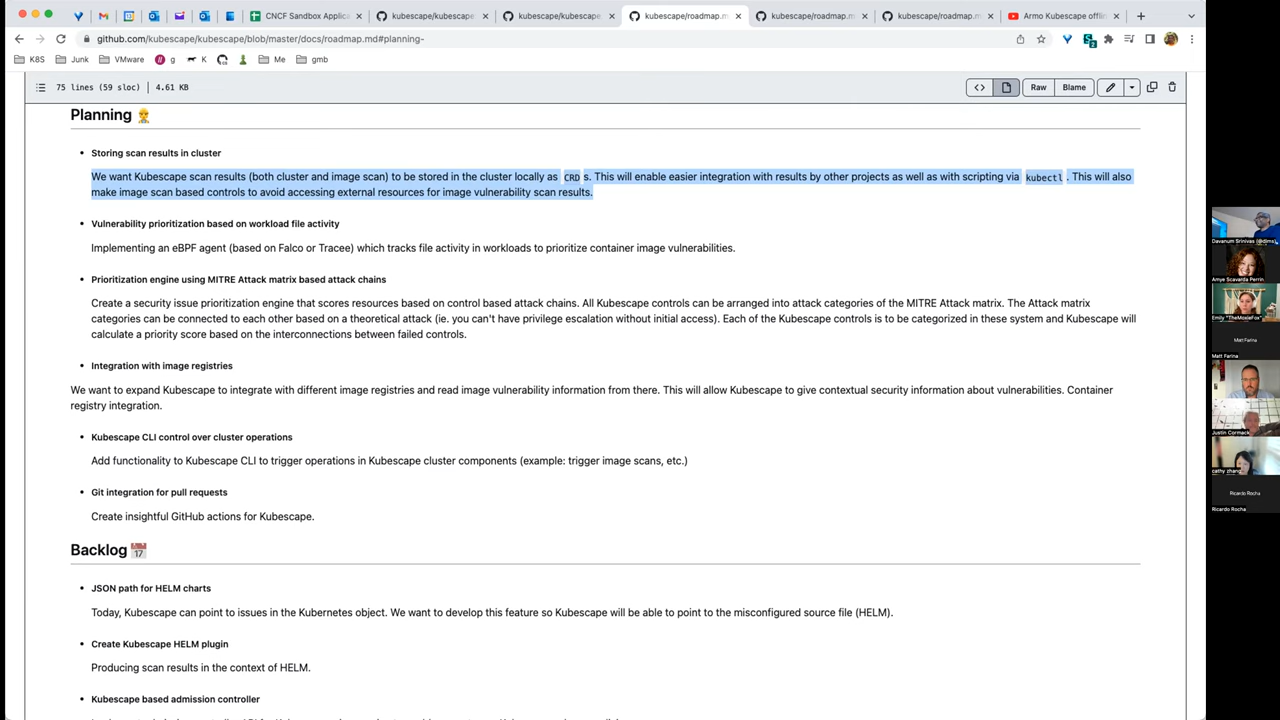 CNCF Sandbox Applica
kubescape/kubescape
kubescape/kubescape
kubescape/roadmap.m
kubescape/roadmap.m
kubescape/roadmap.m
Armo Kubescape offlin
github.com/kubescape/kubescape/blob/master/docs/roadmap.md#planning-
K8S
Junk
VMware
g
K
Me
gmb
75 lines (59 sloc)
4.61 KB
Raw
Blame
Planning
• Storing scan results in cluster
We want Kubescape scan results (both cluster and image scan) to be stored in the cluster locally as CRD s. This will enable easier integration with results by other projects as well as with scripting via kubectl . This will also
make image scan based controls to avoid accessing external resources for image vulnerability scan results.
• Vulnerability prioritization based on workload file activity
Implementing an eBPF agent (based on Falco or Tracee) which tracks file activity in workloads to prioritize container image vulnerabilities.
• Prioritization engine using MITRE Attack matrix based attack chains
Create a security issue prioritization engine that scores resources based on control based attack chains. All Kubescape controls can be arranged into attack categories of the MITRE Attack matrix. The Attack matrix
categories can be connected to each other based on a theoretical attack (ie. you can't have privilege escalation without initial access). Each of the Kubescape controls is to be categorized in these system and Kubescape will
calculate a priority score based on the interconnections between failed controls.
• Integration with image registries
We want to expand Kubescape to integrate with different image registries and read image vulnerability information from there. This will allow Kubescape to give contextual security information about vulnerabilities. Container
registry integration.
• Kubescape CLI control over cluster operations
Add functionality to Kubescape CLI to trigger operations in Kubescape cluster components (example: trigger image scans, etc.)
• Git integration for pull requests
Create insightful GitHub actions for Kubescape.
Backlog
• JSON path for HELM charts
Today, Kubescape can point to issues in the Kubernetes object. We want to develop this feature so Kubescape will be able to point to the misconfigured source file (HELM).
• Create Kubescape HELM plugin
Producing scan results in the context of HELM.
• Kubescape based admission controller
Davanum Srinivas (@dims)
Amye Scavarda Perrin
Emily "TheMoxieFox"
Matt Farina
Matt Farina
Justin Cormack
cathy zhang
Ricardo Rocha
Ricardo Rocha